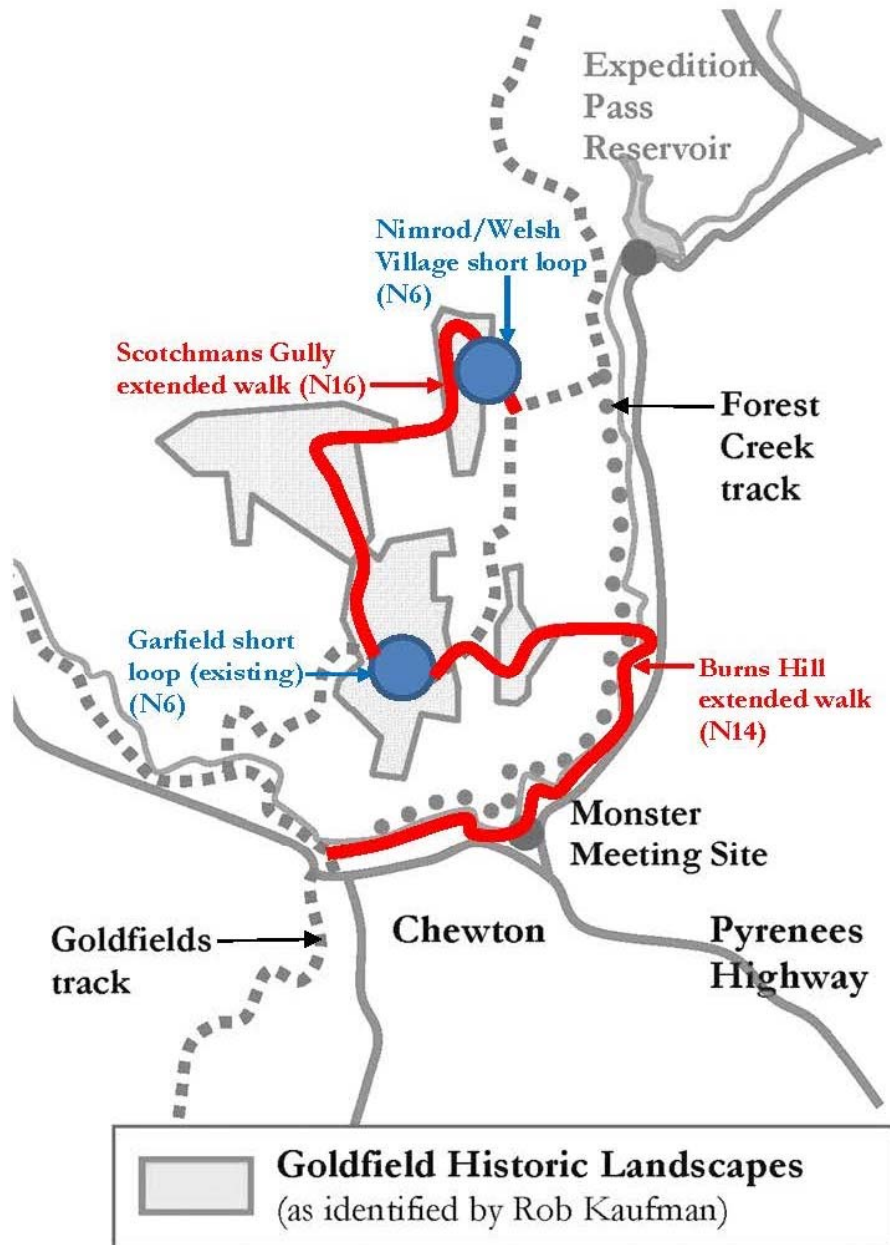 Expedition
Pass
Reservoir
Nimrod/Welsh
Village short loop
(N6)
Scotchmans Gully
extended walk (N16)
Forest
Creek
track
Garfield short
loop (existing)
(N6)
Burns Hill
extended walk
(N14)
Monster
Meeting Site
Goldfields
track
Chewton
Pyrenees
Highway
Goldfield Historic Landscapes
(as identified by Rob Kaufman)